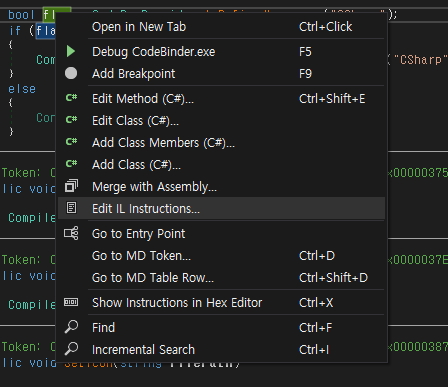 bool fla
("CSharp");
if (fla
{
Com
("CSharp"
else
{
Con
}
Open in New Tab Ctrl+Click
Debug CodeBinder.exe F5
Add Breakpoint F9
C# Edit Method (C#)... Ctrl+Shift+E
C# Edit Class (C#)...
C# Add Class Members (C#)...
C# Add Class (C#)...
Merge with Assembly...
Edit IL Instructions...
Go to Entry Point
Go to MD Token... Ctrl+D
Go to MD Table Row... Ctrl+Shift+D
Show Instructions in Hex Editor Ctrl+X
Find Ctrl+F
Incremental Search Ctrl+I
Token:
x00000375
lic void
Compile
Token:
x0000037E
lic void
Compile
Token:
x00000387
lic void SetIcon(string FilePath)